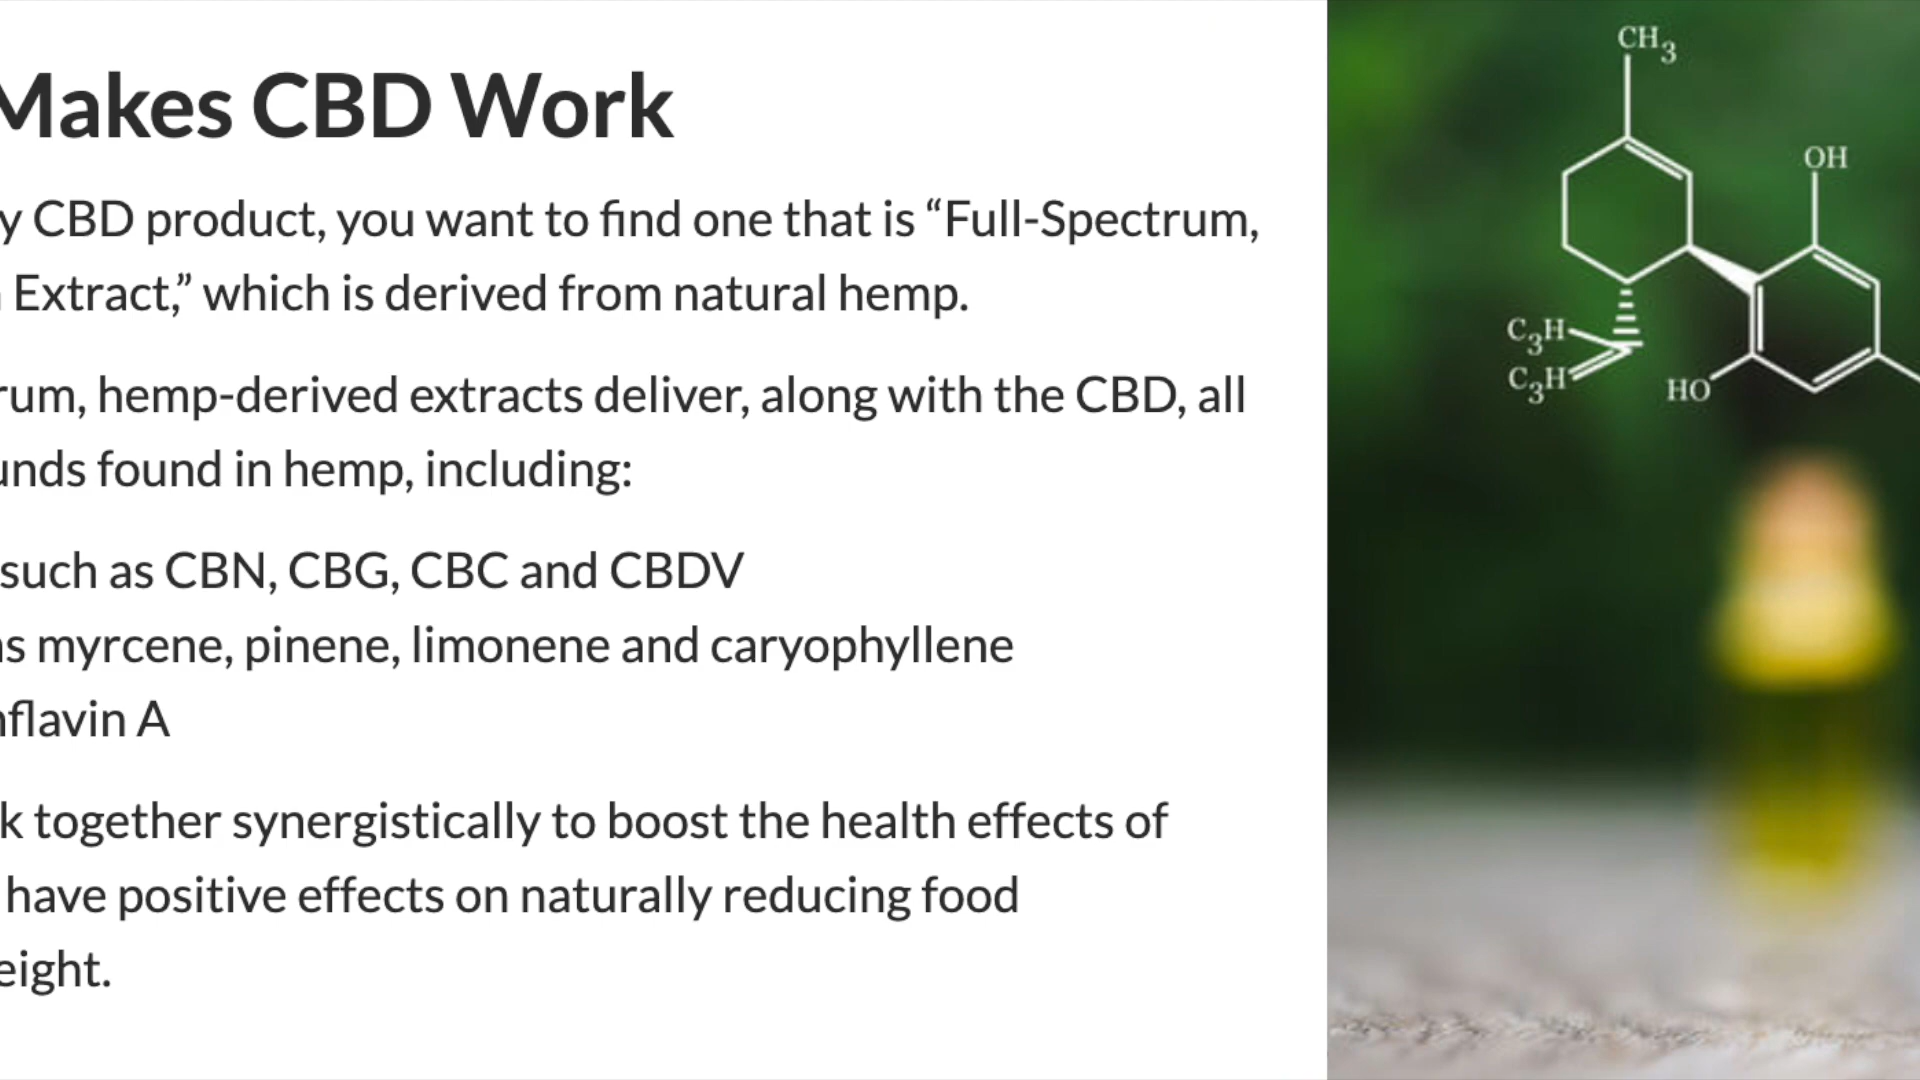 Makes CBD Work
y CBD product, you want to find one that is “Full-Spectrum,
Extract,” which is derived from natural hemp.
rum, hemp-derived extracts deliver, along with the CBD, all
unds found in hemp, including:
such as CBN, CBG, CBC and CBDV
as myrcene, pinene, limonene and caryophyllene
nflavin A
k together synergistically to boost the health effects of
have positive effects on naturally reducing food
eight.
CH3
OH
C3H
C3H
HO